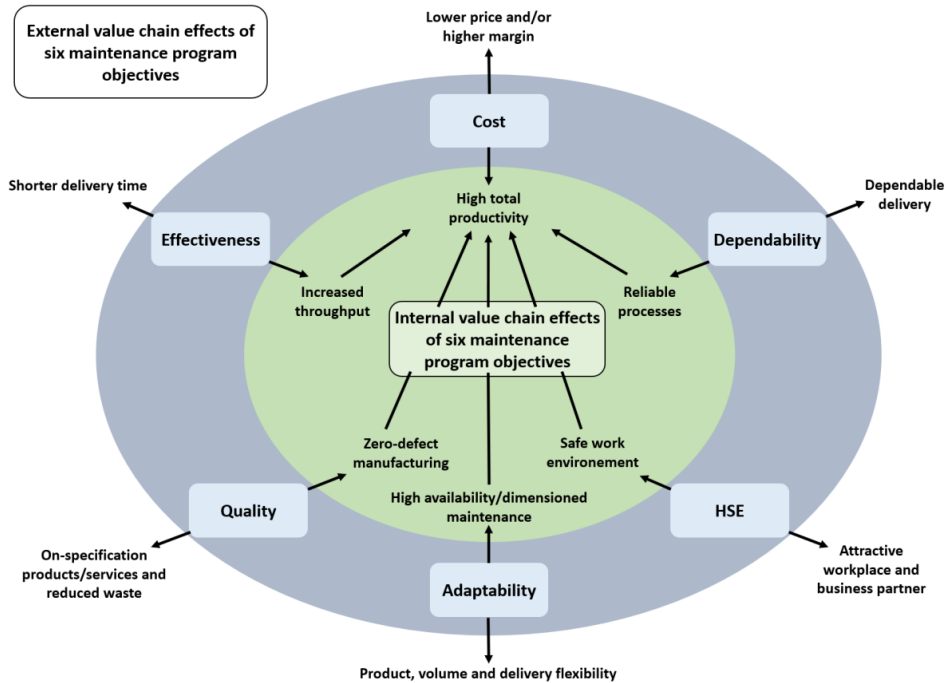 External value chain effects of
six maintenance program
objectives
Lower price and/or
higher margin
Cost
Shorter delivery time
Effectiveness
High total
productivity
Dependable
delivery
Dependability
Increased
throughput
Reliable
processes
Internal value chain effects
of six maintenance
program objectives
Zero-defect
manufacturing
Safe work
environement
Quality
High availability/dimensioned
maintenance
HSE
On-specification
products/services and
reduced waste
Adaptability
Attractive
workplace and
business partner
Product, volume and delivery flexibility